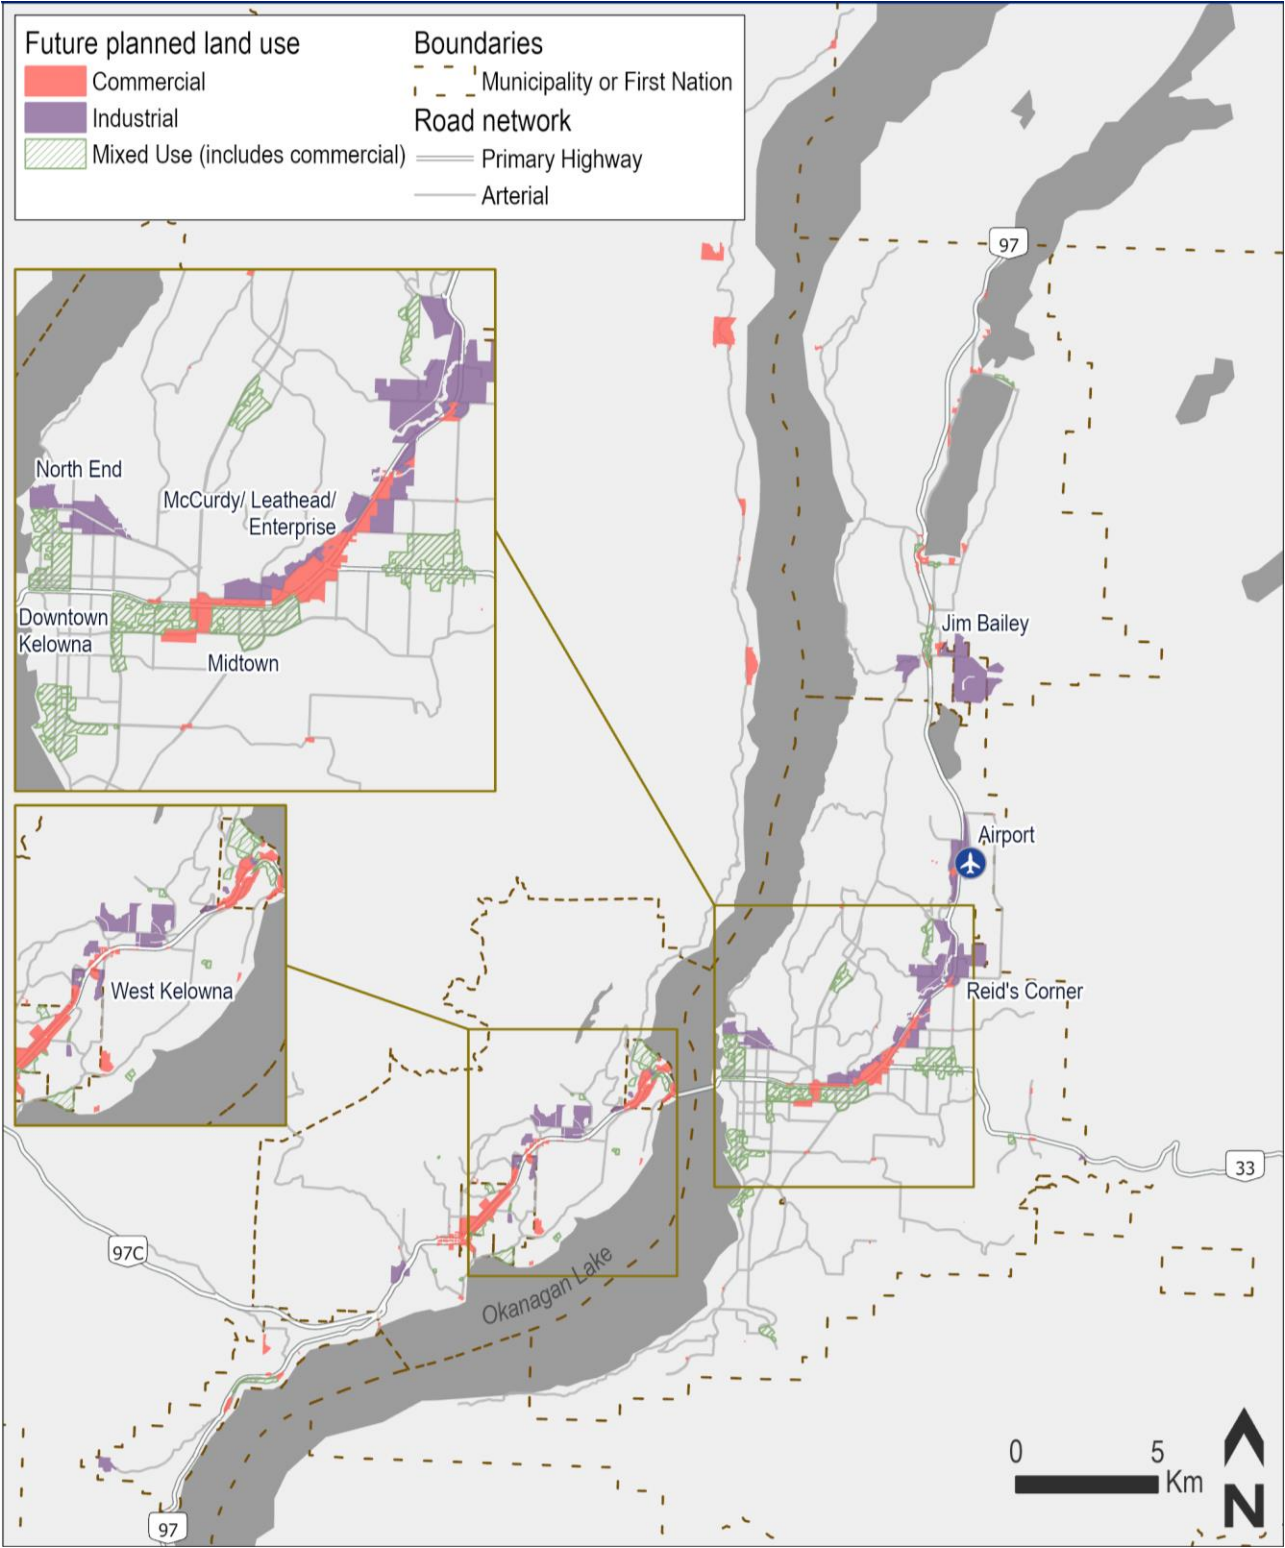 Future planned land use
Commercial
Industrial
Mixed Use (includes commercial)
Boundaries
Municipality or First Nation
Road network
Primary Highway
Arterial
97
North End
McCurdy/ Leathead/
Enterprise
Downtown
Kelowna
Midtown
Jim Bailey
Airport
West Kelowna
Reid's Corner
33
97C
Okanagan Lake
0 5
Km
N
97